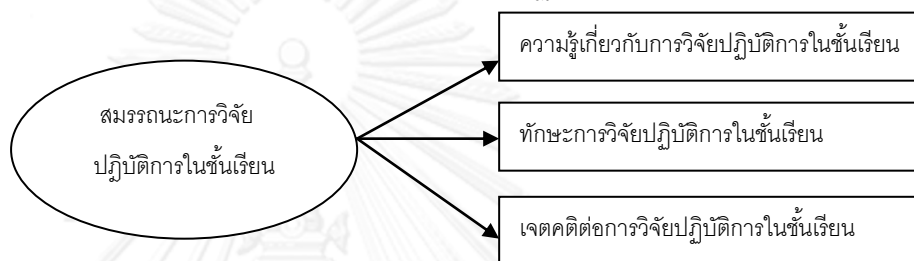 ความรู้เกี่ยวกับการวิจัยปฏิบัติการในชั้นเรียน
สมรรถนะการวิจัย
ปฏิบัติการในชั้นเรียน
ทักษะการวิจัยปฏิบัติการในชั้นเรียน
เจตคติต่อการวิจัยปฏิบัติการในชั้นเรียน